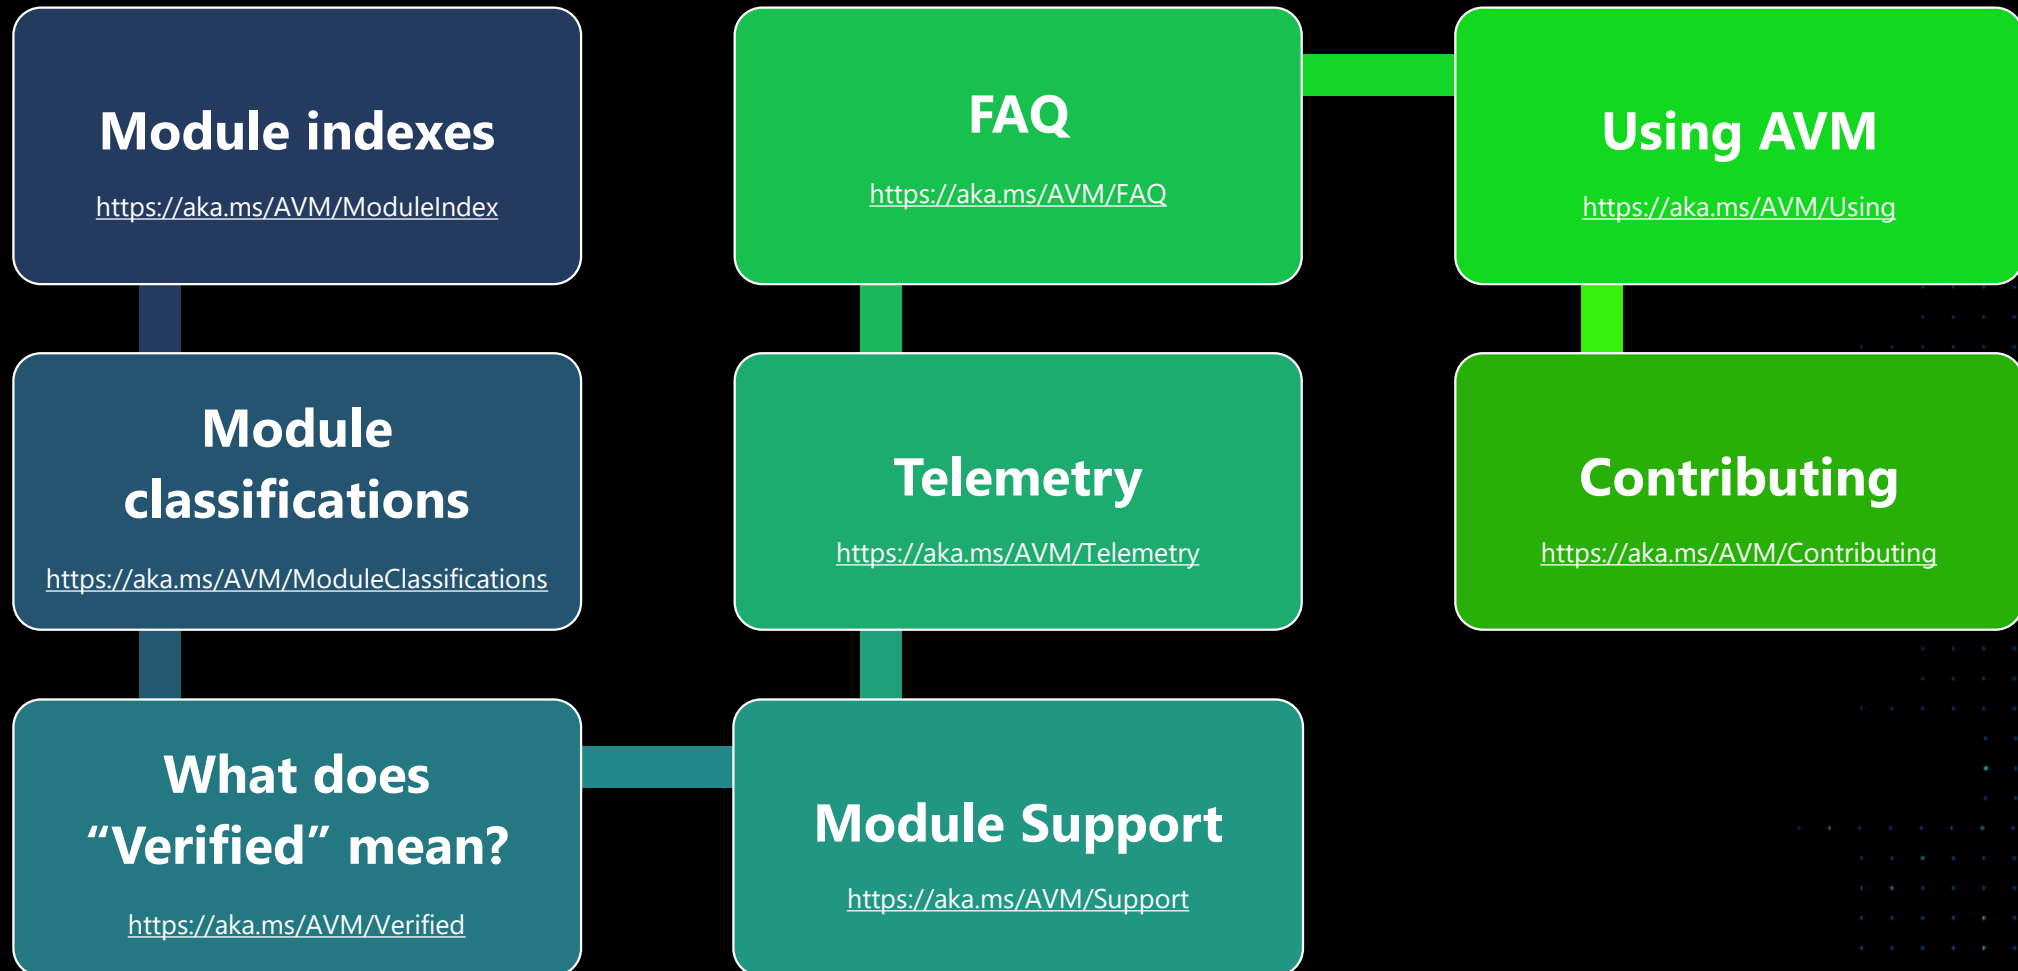 Module indexes
https://aka.ms/AVM/ModuleIndex
Module
classifications
https://aka.ms/AVM/ModuleClassifications
What does
“Verified” mean?
https://aka.ms/AVM/Verified
Module Support
https://aka.ms/AVM/Support
Telemetry
https://aka.ms/AVM/Telemetry
FAQ
https://aka.ms/AVM/FAQ
Using AVM
https://aka.ms/AVM/Using
Contributing
https://aka.ms/AVM/Contributing